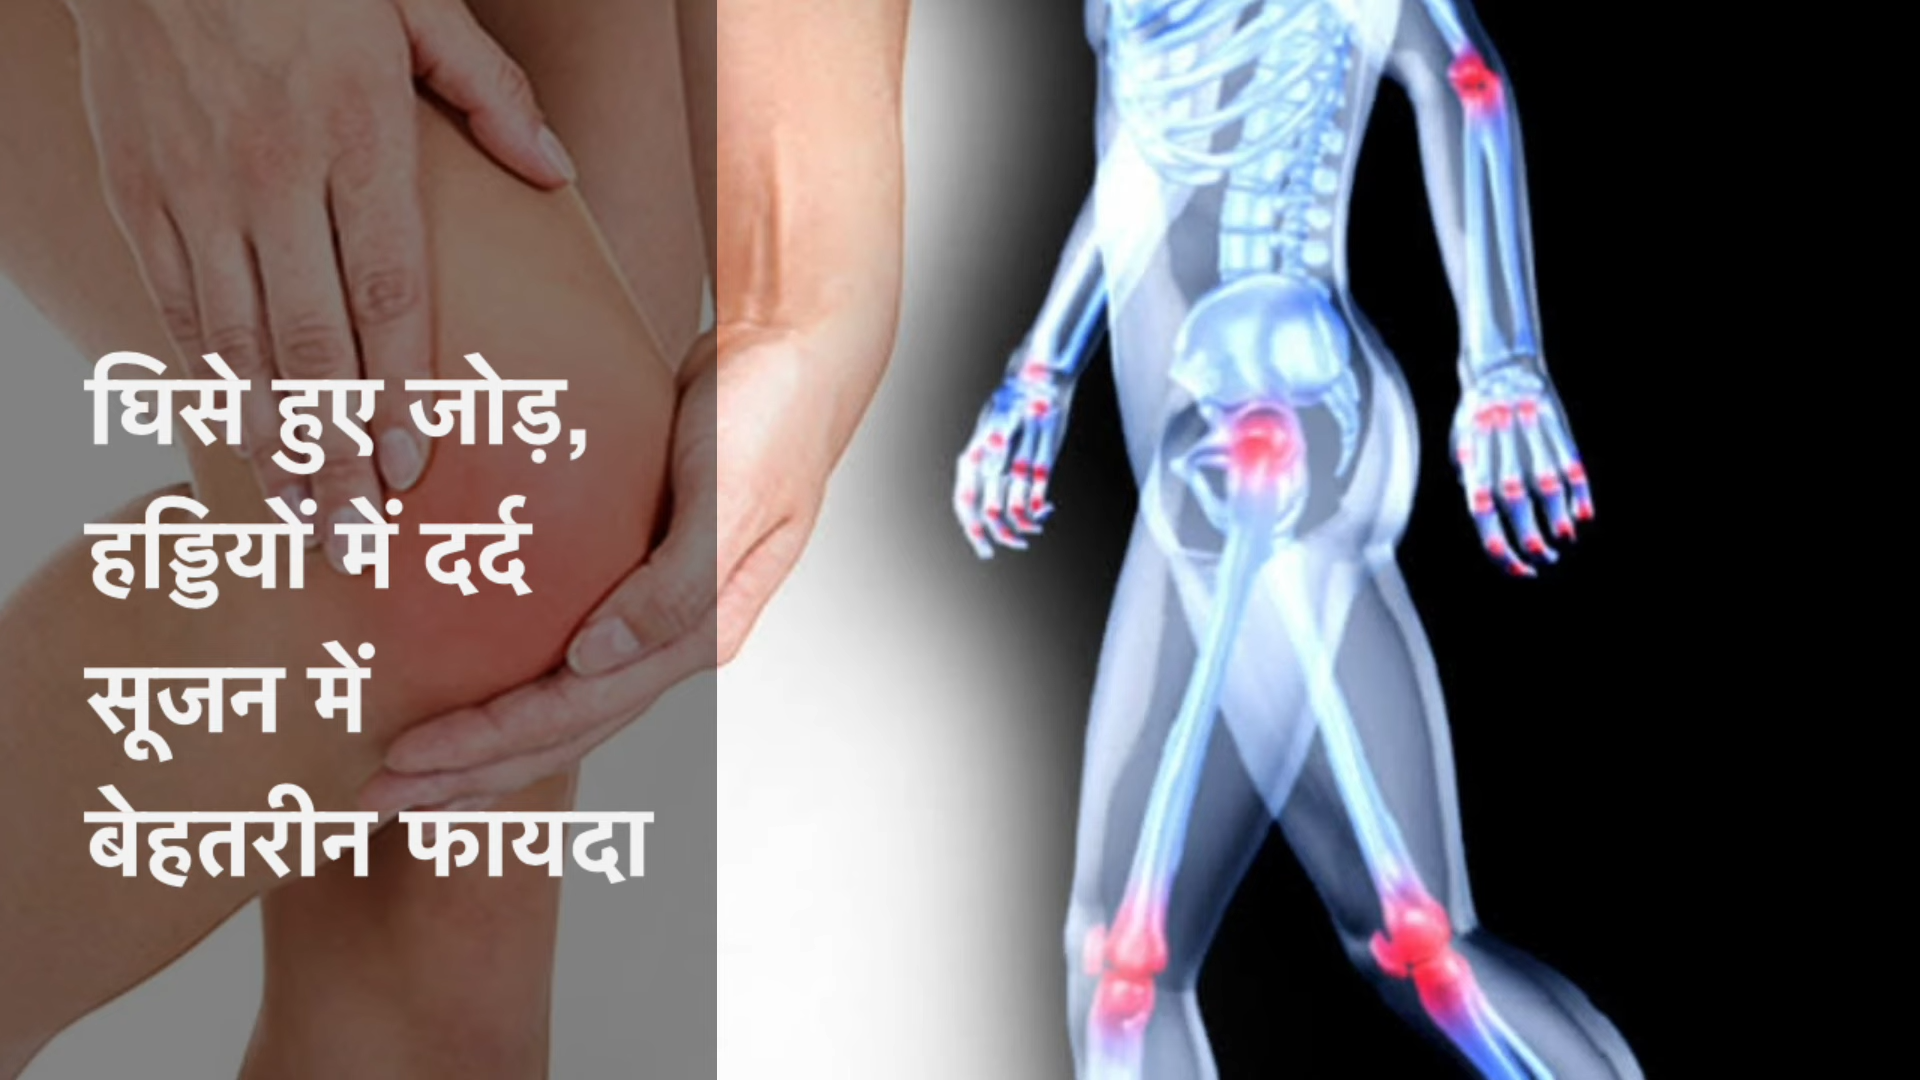 घिसे हुए जोड़,
हड्डियों में दर्द
सूजन में
बेहतरीन फायदा